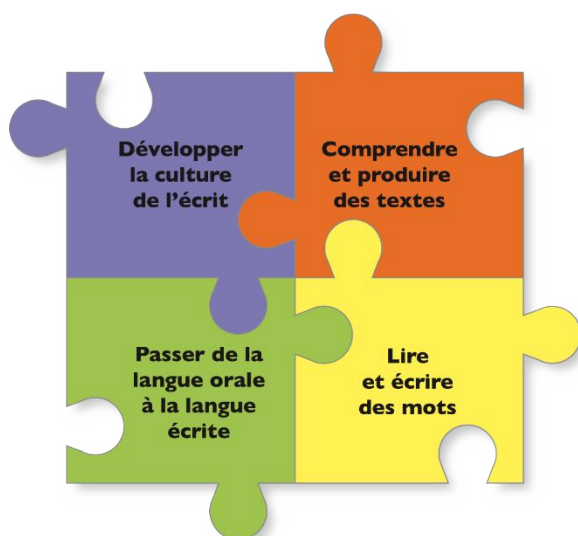 Développer
la culture
de l'écrit
Comprendre
et produire
des textes
Passer de la
langue orale
à la langue
écrite
Lire
et écrire
des mots